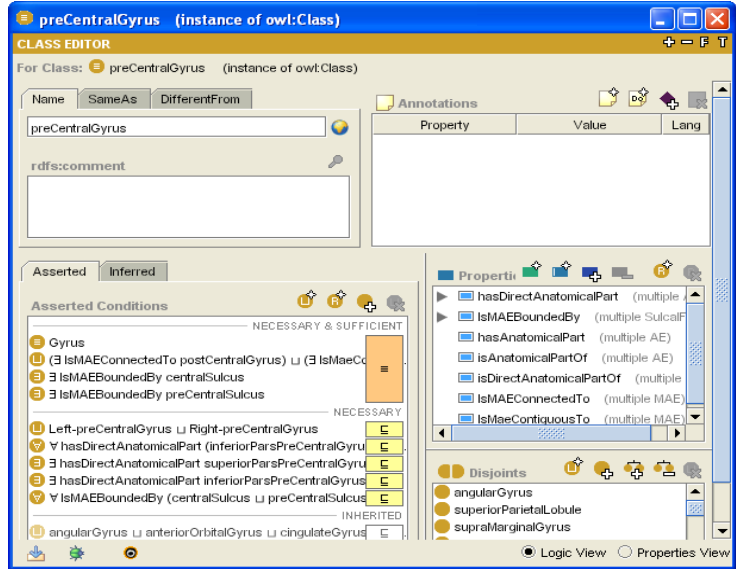 preCentralGyrus (instance of owl:Class)
CLASS EDITOR
F T
For Class: preCentralGyrus (instance of owl:Class)
Name SameAs DifferentFrom
preCentralGyrus
rdfs:comment
Annotations
Property Value Lang
Asserted Inferred
Asserted Conditions
NECESSARY & SUFFICIENT
Gyrus
(∃ IsMAEConnectedTo postCentralGyrus) ⊔ (∃ IsMaeCo
∃ IsMAEBoundedBy centralSulcus
∃ IsMAEBoundedBy preCentralSulcus
≡
NECESSARY
Left-preCentralGyrus ⊔ Right-preCentralGyrus ⊑
∀ hasDirectAnatomicalPart (inferiorParsPreCentralGyru ⊑
∃ hasDirectAnatomicalPart superiorParsPreCentralGyru ⊑
∃ hasDirectAnatomicalPart inferiorParsPreCentralGyrus ⊑
∀ IsMAEBoundedBy (centralSulcus ⊔ preCentralSulcus ⊑
INHERITED
angularGyrus ⊔ anteriorOrbitalGyrus ⊔ cingulateGyrus ⊑
Properti
hasDirectAnatomicalPart (multiple A
IsMAEBoundedBy (multiple SulcalF
hasAnatomicalPart (multiple AE)
isAnatomicalPartOf (multiple AE)
isDirectAnatomicalPartOf (multiple
IsMAEConnectedTo (multiple MAE)
IsMaeContiguousTo (multiple MAE)
Disjoints
angularGyrus
superiorParietalLobule
supraMarginalGyrus
Logic View Properties View